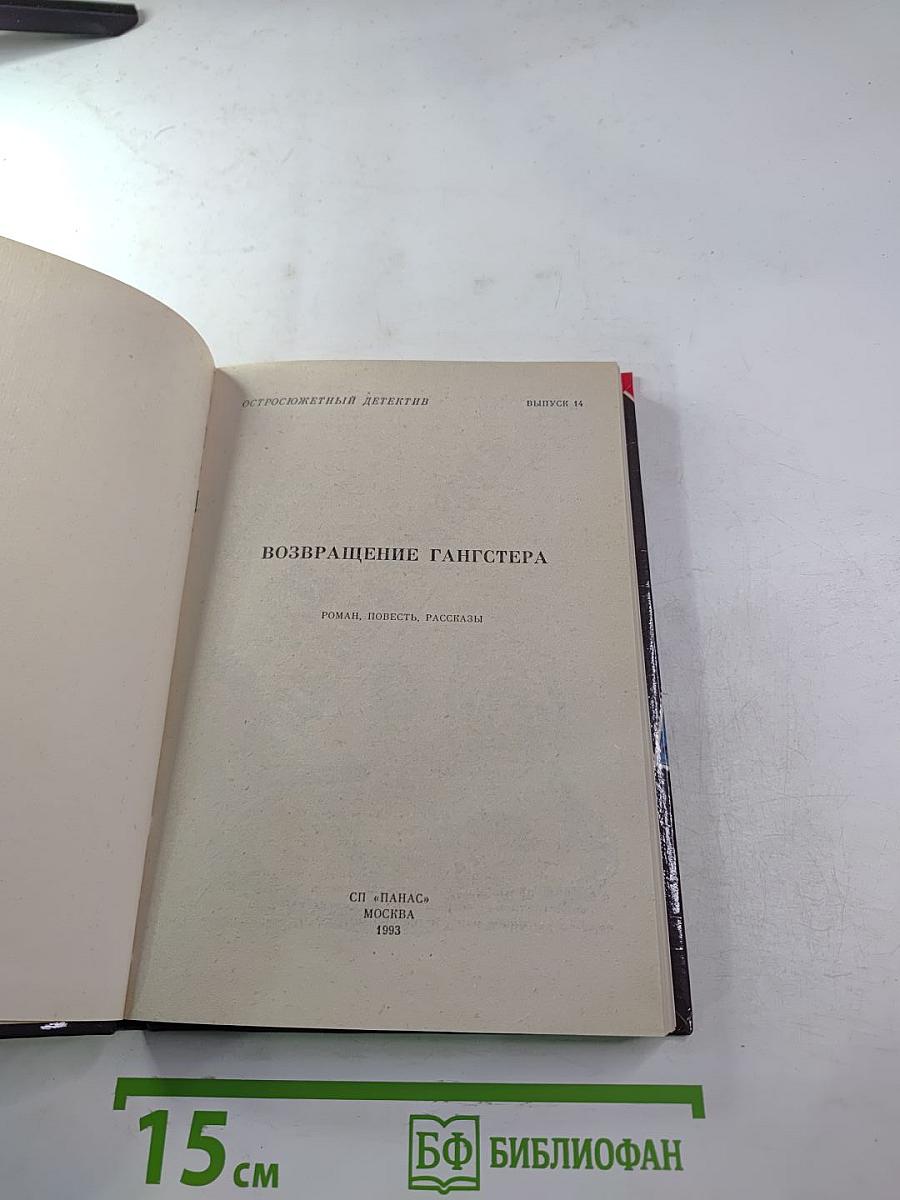 ОСТРОСЮЖЕТНЫЙ ДЕТЕКТИВ ВЫПУСК 14
ВОЗВРАЩЕНИЕ ГАНГСТЕРА
РОМАН, ПОВЕСТЬ, РАССКАЗЫ
СП «ПАНАС»
МОСКВА
1993
15 см
БФ БИБЛИОФАН